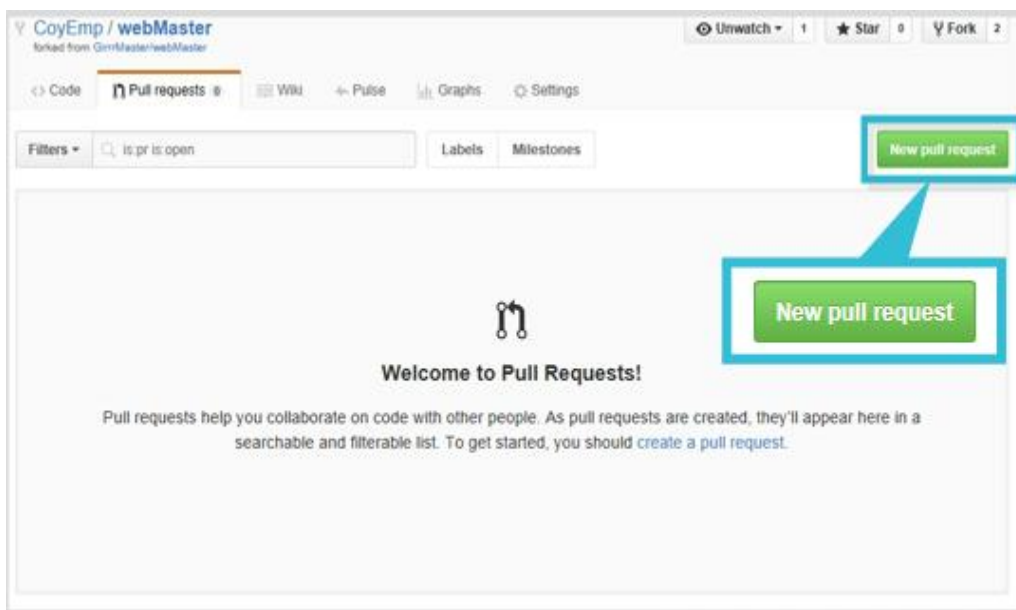 CoyEmp / webMaster
Unwatch 1 Star 0 Fork 2
forked from GirrrMaster/webMaster
Code Pull requests 0 Wiki Pulse Graphs Settings
Filters is:pr is:open Labels Milestones New pull request
New pull request
Welcome to Pull Requests!
Pull requests help you collaborate on code with other people. As pull requests are created, they'll appear here in a
searchable and filterable list. To get started, you should create a pull request.